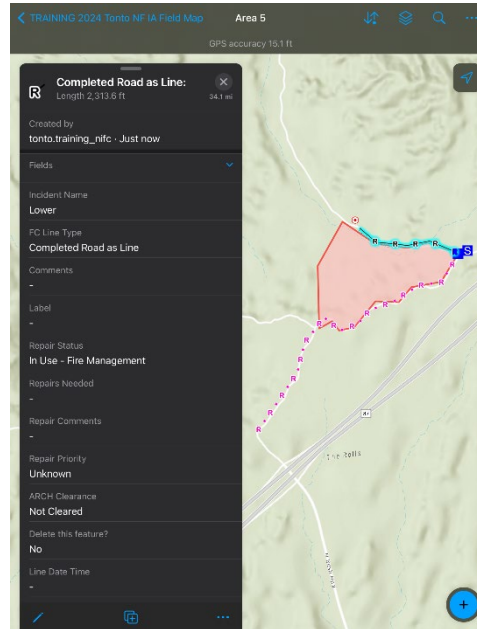 TRAINING 2024 Tonto NF IA Field Map
Area 5
GPS accuracy 15.1 ft
R
Completed Road as Line:
Length 2,313.6 ft
34.1 mi
Created by
tonto.training_nifc · Just now
Fields
Incident Name
Lower
FC Line Type
Completed Road as Line
Comments
-
Label
-
Repair Status
In Use - Fire Management
Repairs Needed
-
Repair Comments
-
Repair Priority
Unknown
ARCH Clearance
Not Cleared
Delete this feature?
No
Line Date Time
-
R R R R
S
R
R
R
R
R
R
R
R
R
R
R
R
87
The Rolls